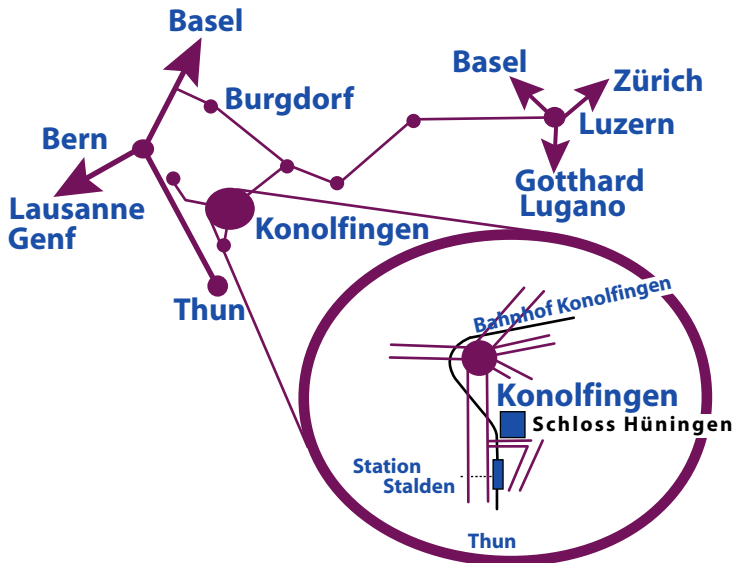 Basel
Burgdorf
Basel
Zürich
Luzern
Bern
Lausanne
Genf
Gotthard
Lugano
Konolfingen
Thun
Bahnhof Konolfingen
Konolfingen
Schloss Hüningen
Station
Stalden
Thun